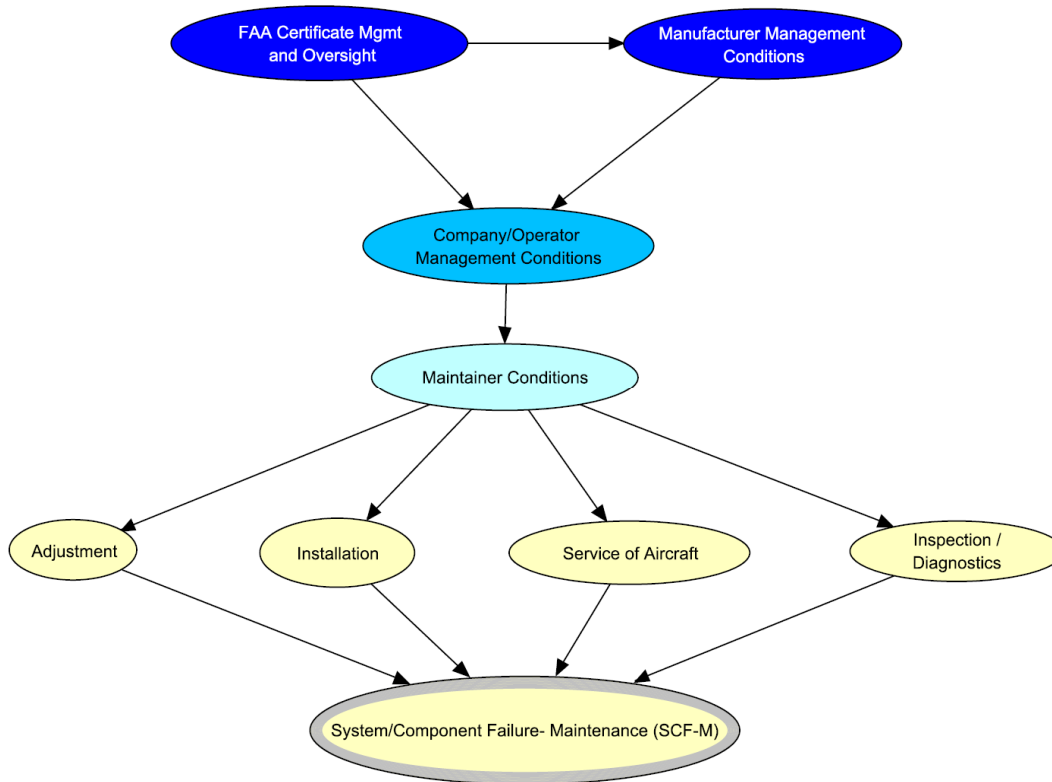 FAA Certificate Mgmt
and Oversight
Manufacturer Management
Conditions
Company/Operator
Management Conditions
Maintainer Conditions
Adjustment
Installation
Service of Aircraft
Inspection /
Diagnostics
System/Component Failure- Maintenance (SCF-M)